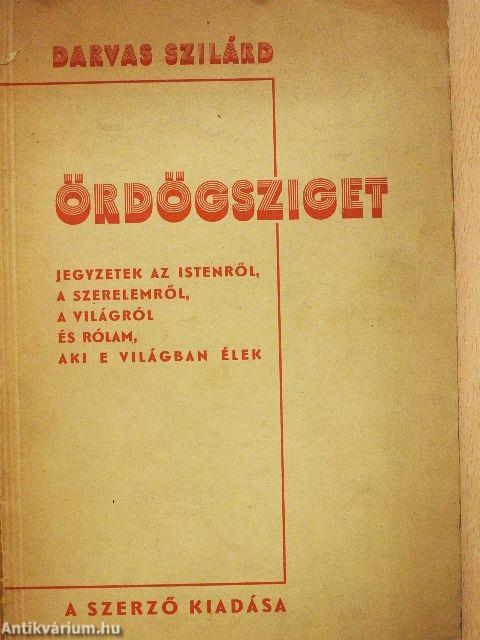 DARVAS SZILÁRD
ÖRDÖGSZIGET
JEGYZETEK AZ ISTENRŐL,
A SZERELEMRŐL,
A VILÁGRÓL
ÉS RÓLAM,
AKI E VILÁGBAN ÉLEK
A SZERZŐ KIADÁSA
Antikvárium.hu